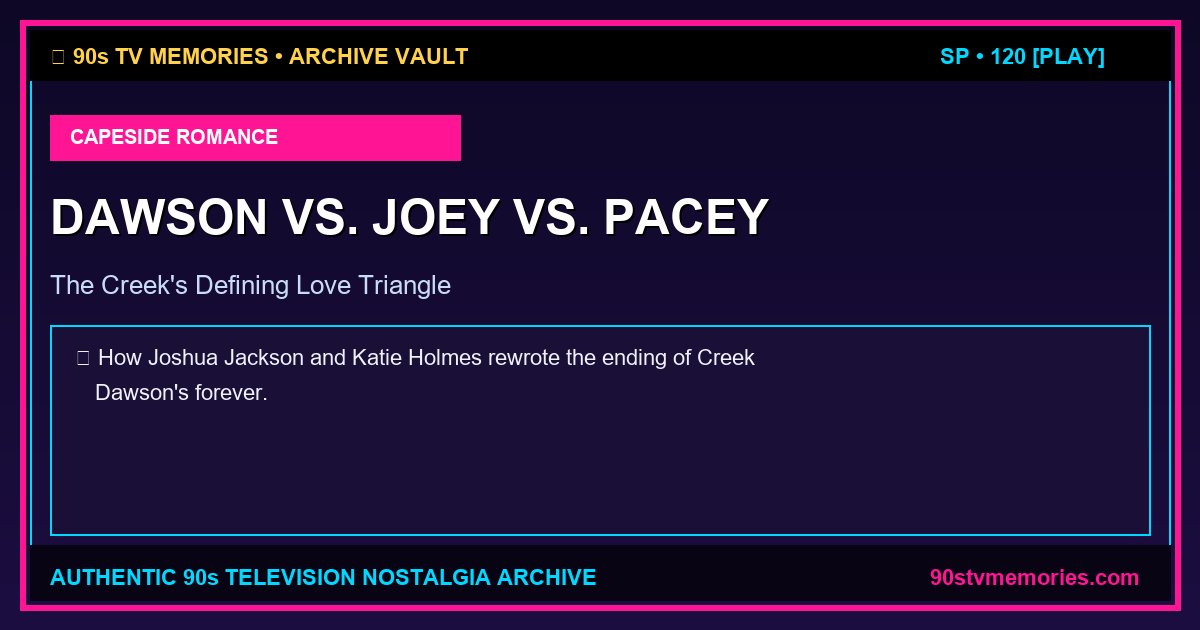 90s TV MEMORIES • ARCHIVE VAULT
SP • 120 [PLAY]
CAPESIDE ROMANCE
DAWSON VS. JOEY VS. PACEY
The Creek's Defining Love Triangle
How Joshua Jackson and Katie Holmes rewrote the ending of Creek
Dawson's forever.
AUTHENTIC 90s TELEVISION NOSTALGIA ARCHIVE
90stvmemories.com